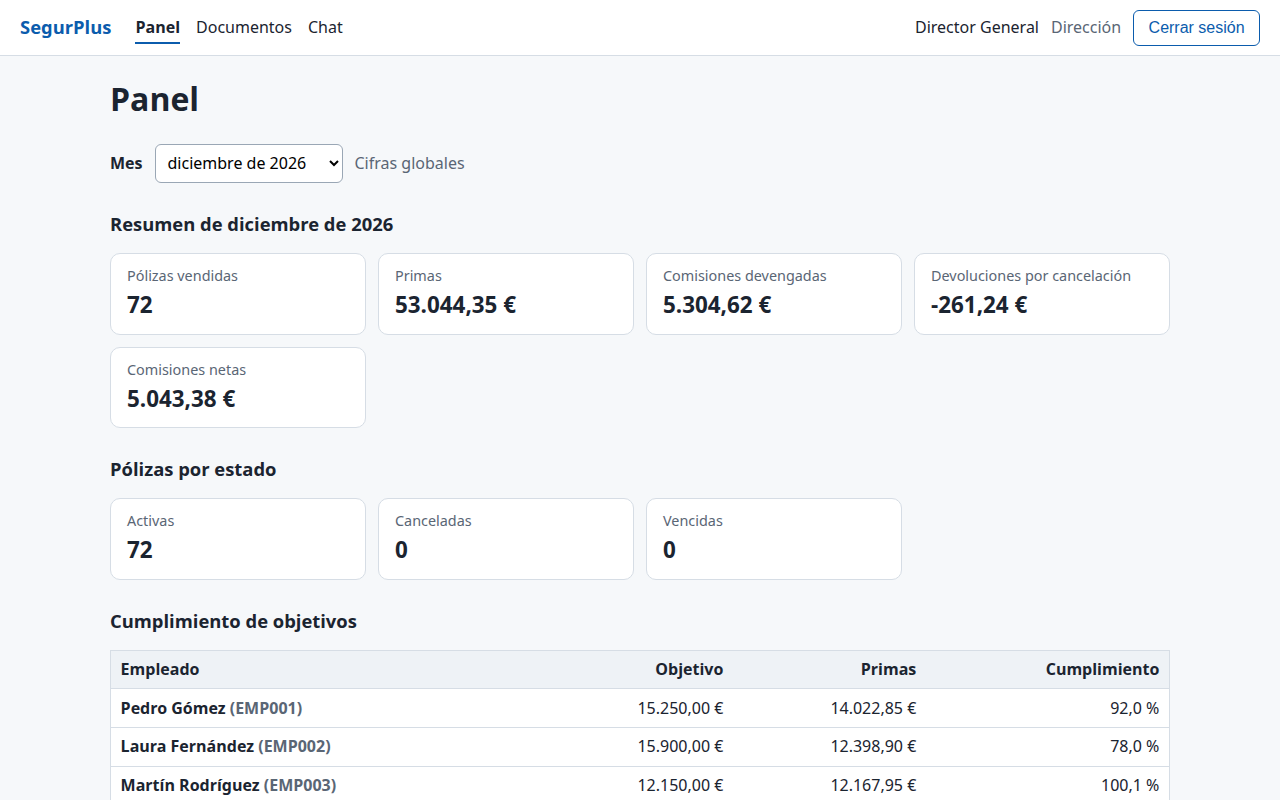 SegurPlus Panel Documentos Chat Director General Dirección Cerrar sesión
Panel
Mes diciembre de 2026 Cifras globales
Resumen de diciembre de 2026
Pólizas vendidas
72
Primas
53.044,35 €
Comisiones devengadas
5.304,62 €
Devoluciones por cancelación
-261,24 €
Comisiones netas
5.043,38 €
Pólizas por estado
Activas
72
Canceladas
0
Vencidas
0
Cumplimiento de objetivos
Empleado Objetivo Primas Cumplimiento
Pedro Gómez (EMP001) 15.250,00 € 14.022,85 € 92,0 %
Laura Fernández (EMP002) 15.900,00 € 12.398,90 € 78,0 %
Martín Rodríguez (EMP003) 12.150,00 € 12.167,95 € 100,1 %